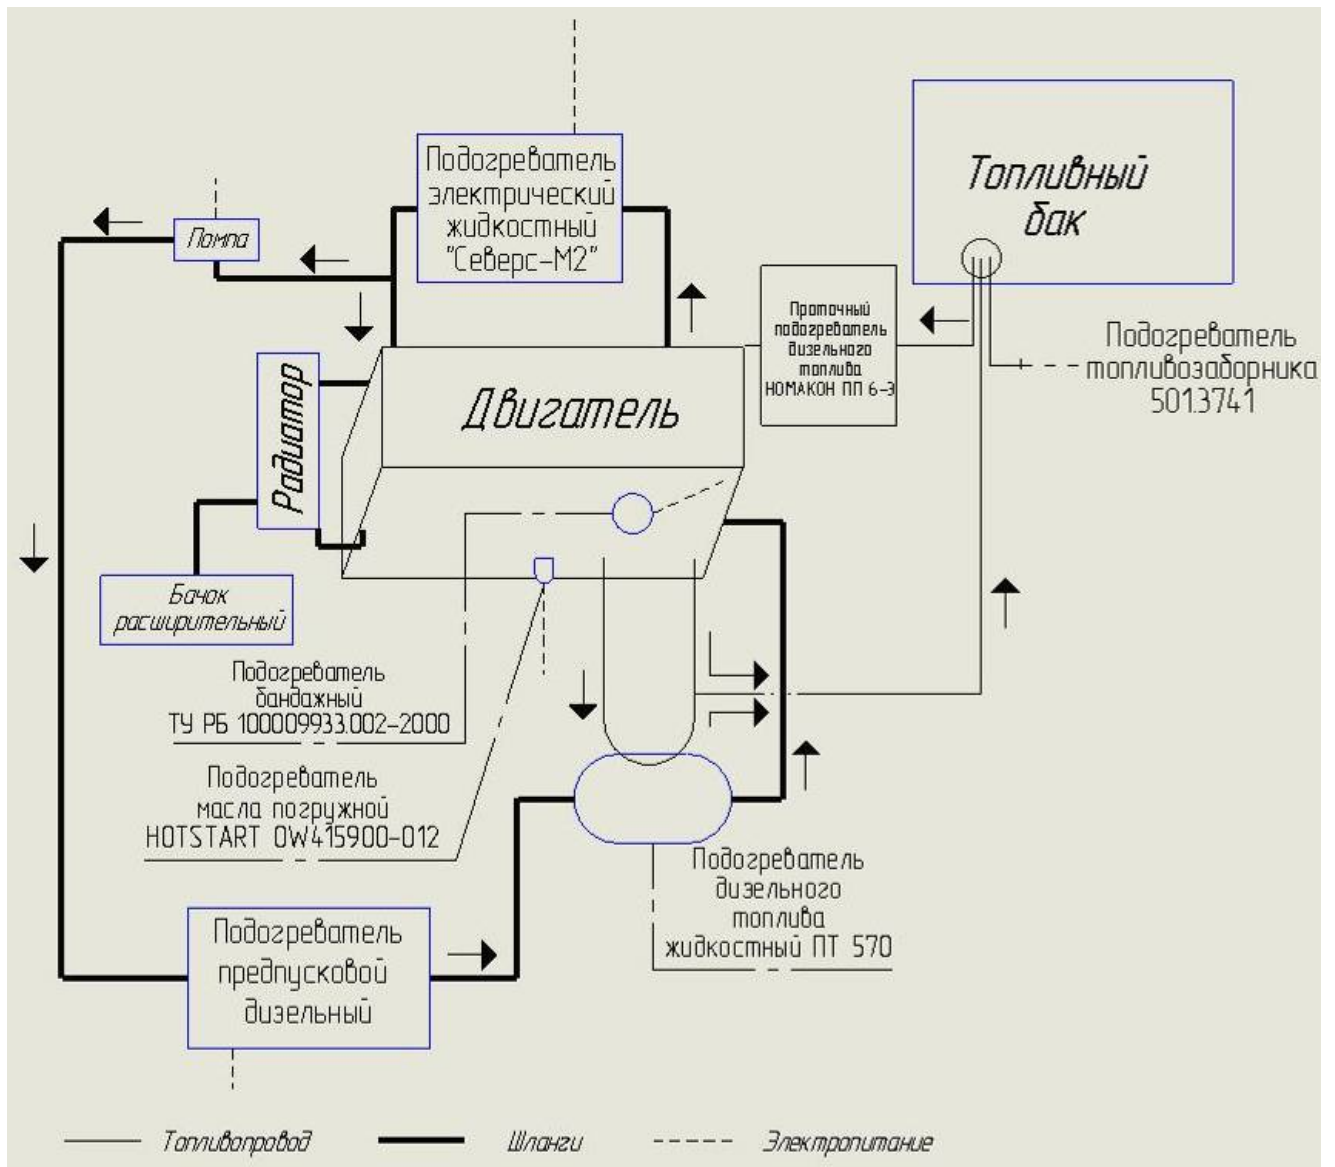 Подогреватель
электрический
жидкостный
"Северс-М2"
Топливный
бак
Помпа
Проточный
подогреватель
дизельного
топлива
НОМАКОН ПП 6-Э
Подогреватель
топливозаборника
501.3741
Радиатор
Двигатель
Бачок
расширительный
Подогреватель
бандажный
ТУ РБ 100009933.002-2000
Подогреватель
масла погружной
HOTSTART OW415900-012
Подогреватель
дизельного
топлива
жидкостный ПТ 570
Подогреватель
предпусковой
дизельный
Топливопровод
Шланги
Электропитание